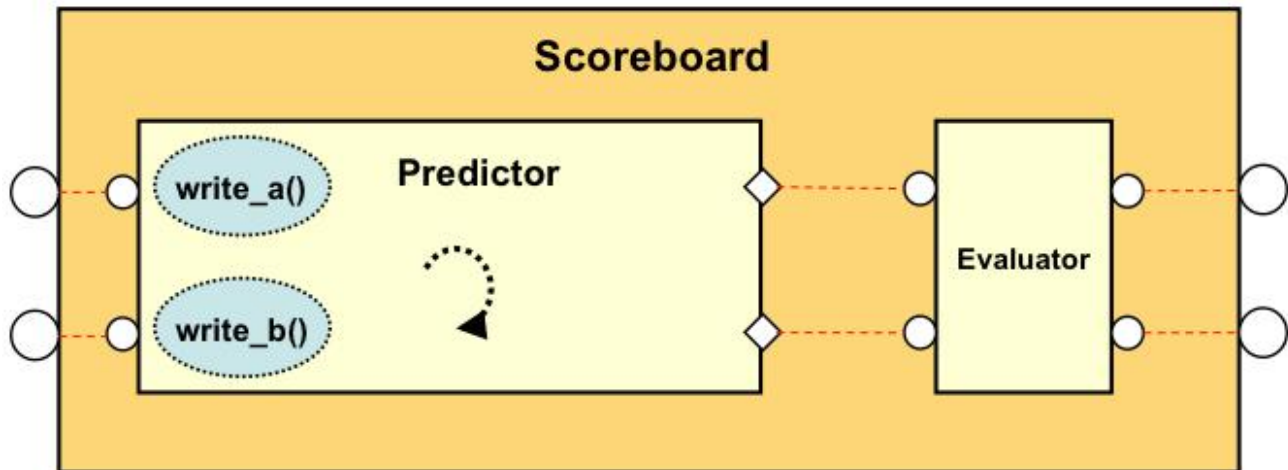 Scoreboard
write_a()
Predictor
write_b()
Evaluator